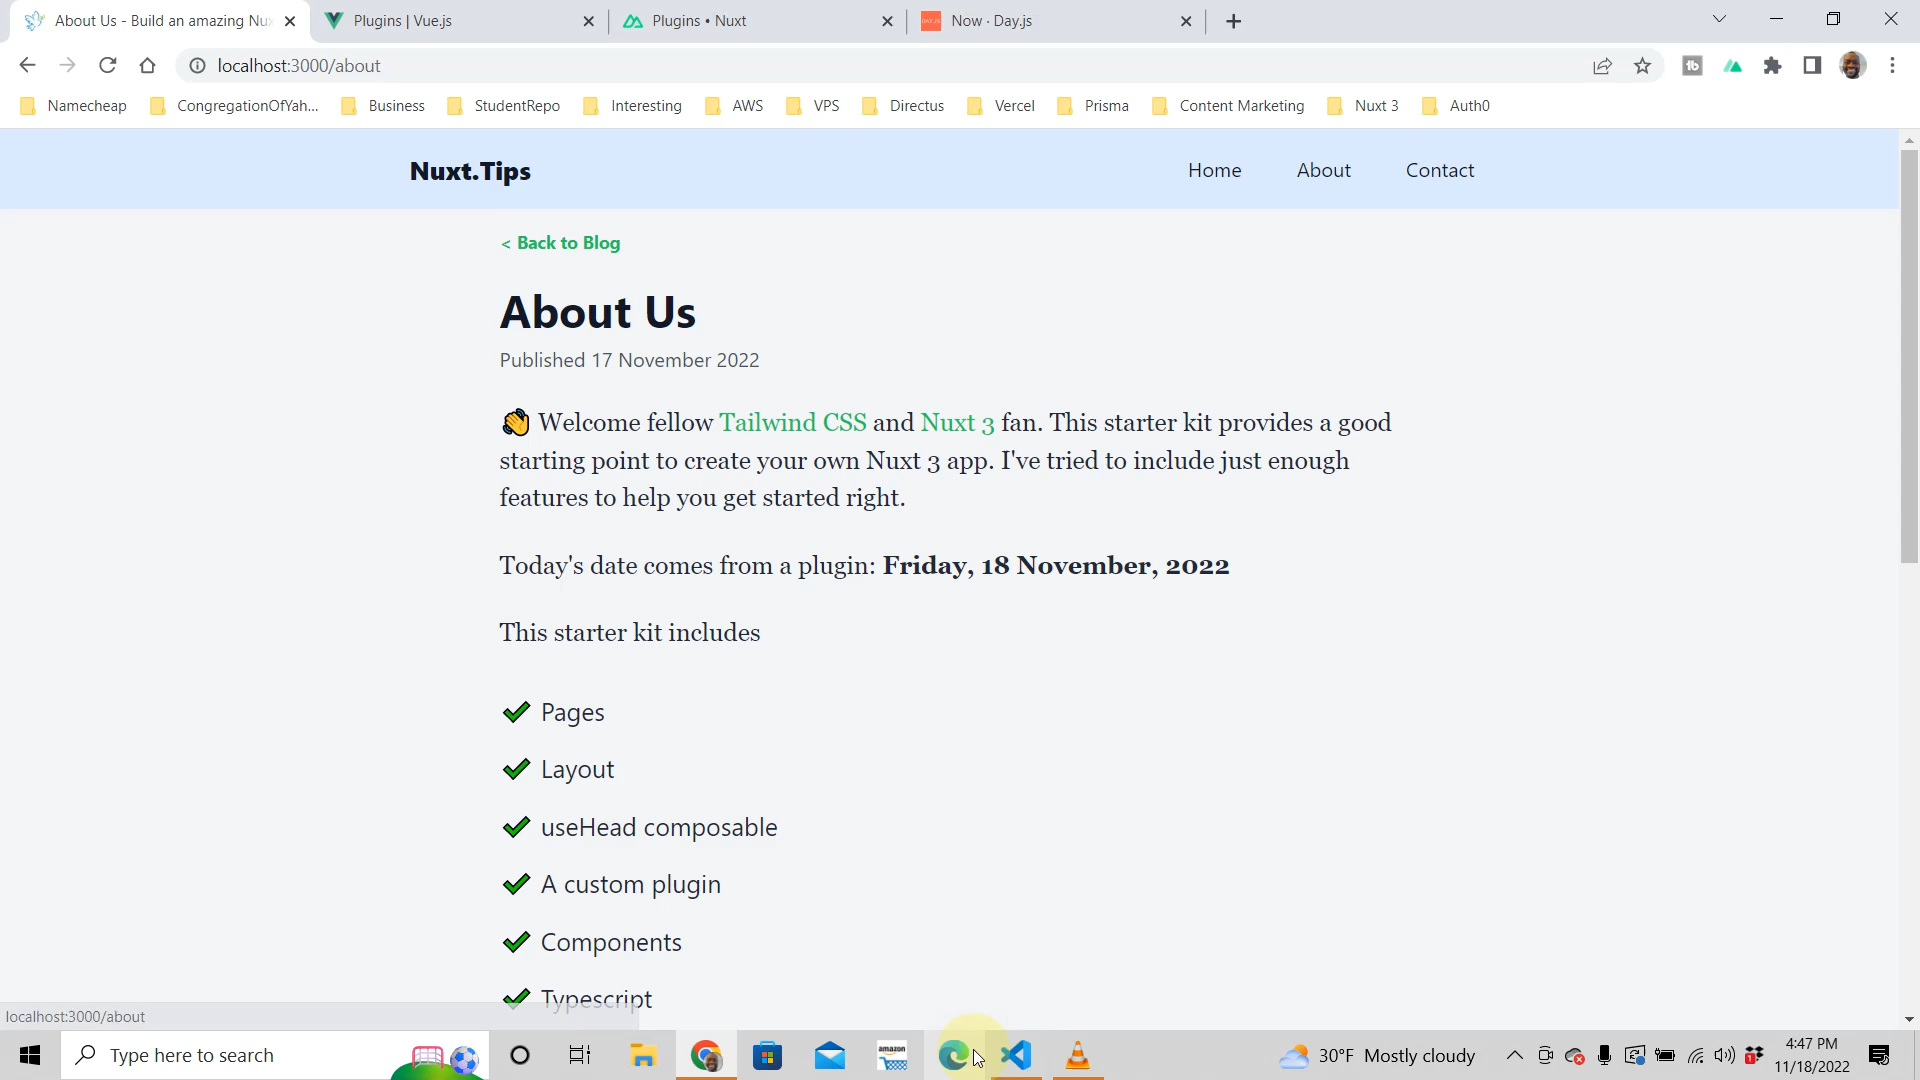 About Us - Build an amazing Nux
Plugins | Vue.js
Plugins • Nuxt
DAY.JS
Now · Day.js
localhost:3000/about
tb
Namecheap
CongregationOfYah...
Business
StudentRepo
Interesting
AWS
VPS
Directus
Vercel
Prisma
Content Marketing
Nuxt 3
Auth0
Nuxt.Tips
Home
About
Contact
< Back to Blog
About Us
Published 17 November 2022
👏 Welcome fellow Tailwind CSS and Nuxt 3 fan. This starter kit provides a good
starting point to create your own Nuxt 3 app. I've tried to include just enough
features to help you get started right.
Today's date comes from a plugin: Friday, 18 November, 2022
This starter kit includes
✔ Pages
✔ Layout
✔ useHead composable
✔ A custom plugin
✔ Components
✔ Typescript
localhost:3000/about
Type here to search
amazon
30°F Mostly cloudy
1
4:47 PM
11/18/2022